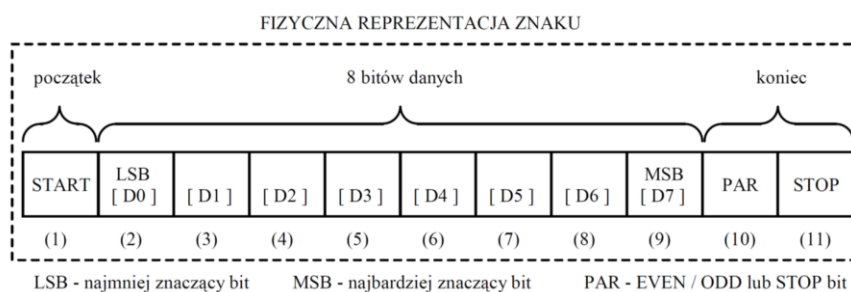 FIZYCZNA REPREZENTACJA ZNAKU
początek 8 bitów danych koniec
START LSB [ D0 ] [ D1 ] [ D2 ] [ D3 ] [ D4 ] [ D5 ] [ D6 ] MSB [ D7 ] PAR STOP
(1) (2) (3) (4) (5) (6) (7) (8) (9) (10) (11)
LSB - najmniej znaczący bit MSB - najbardziej znaczący bit PAR - EVEN / ODD lub STOP bit